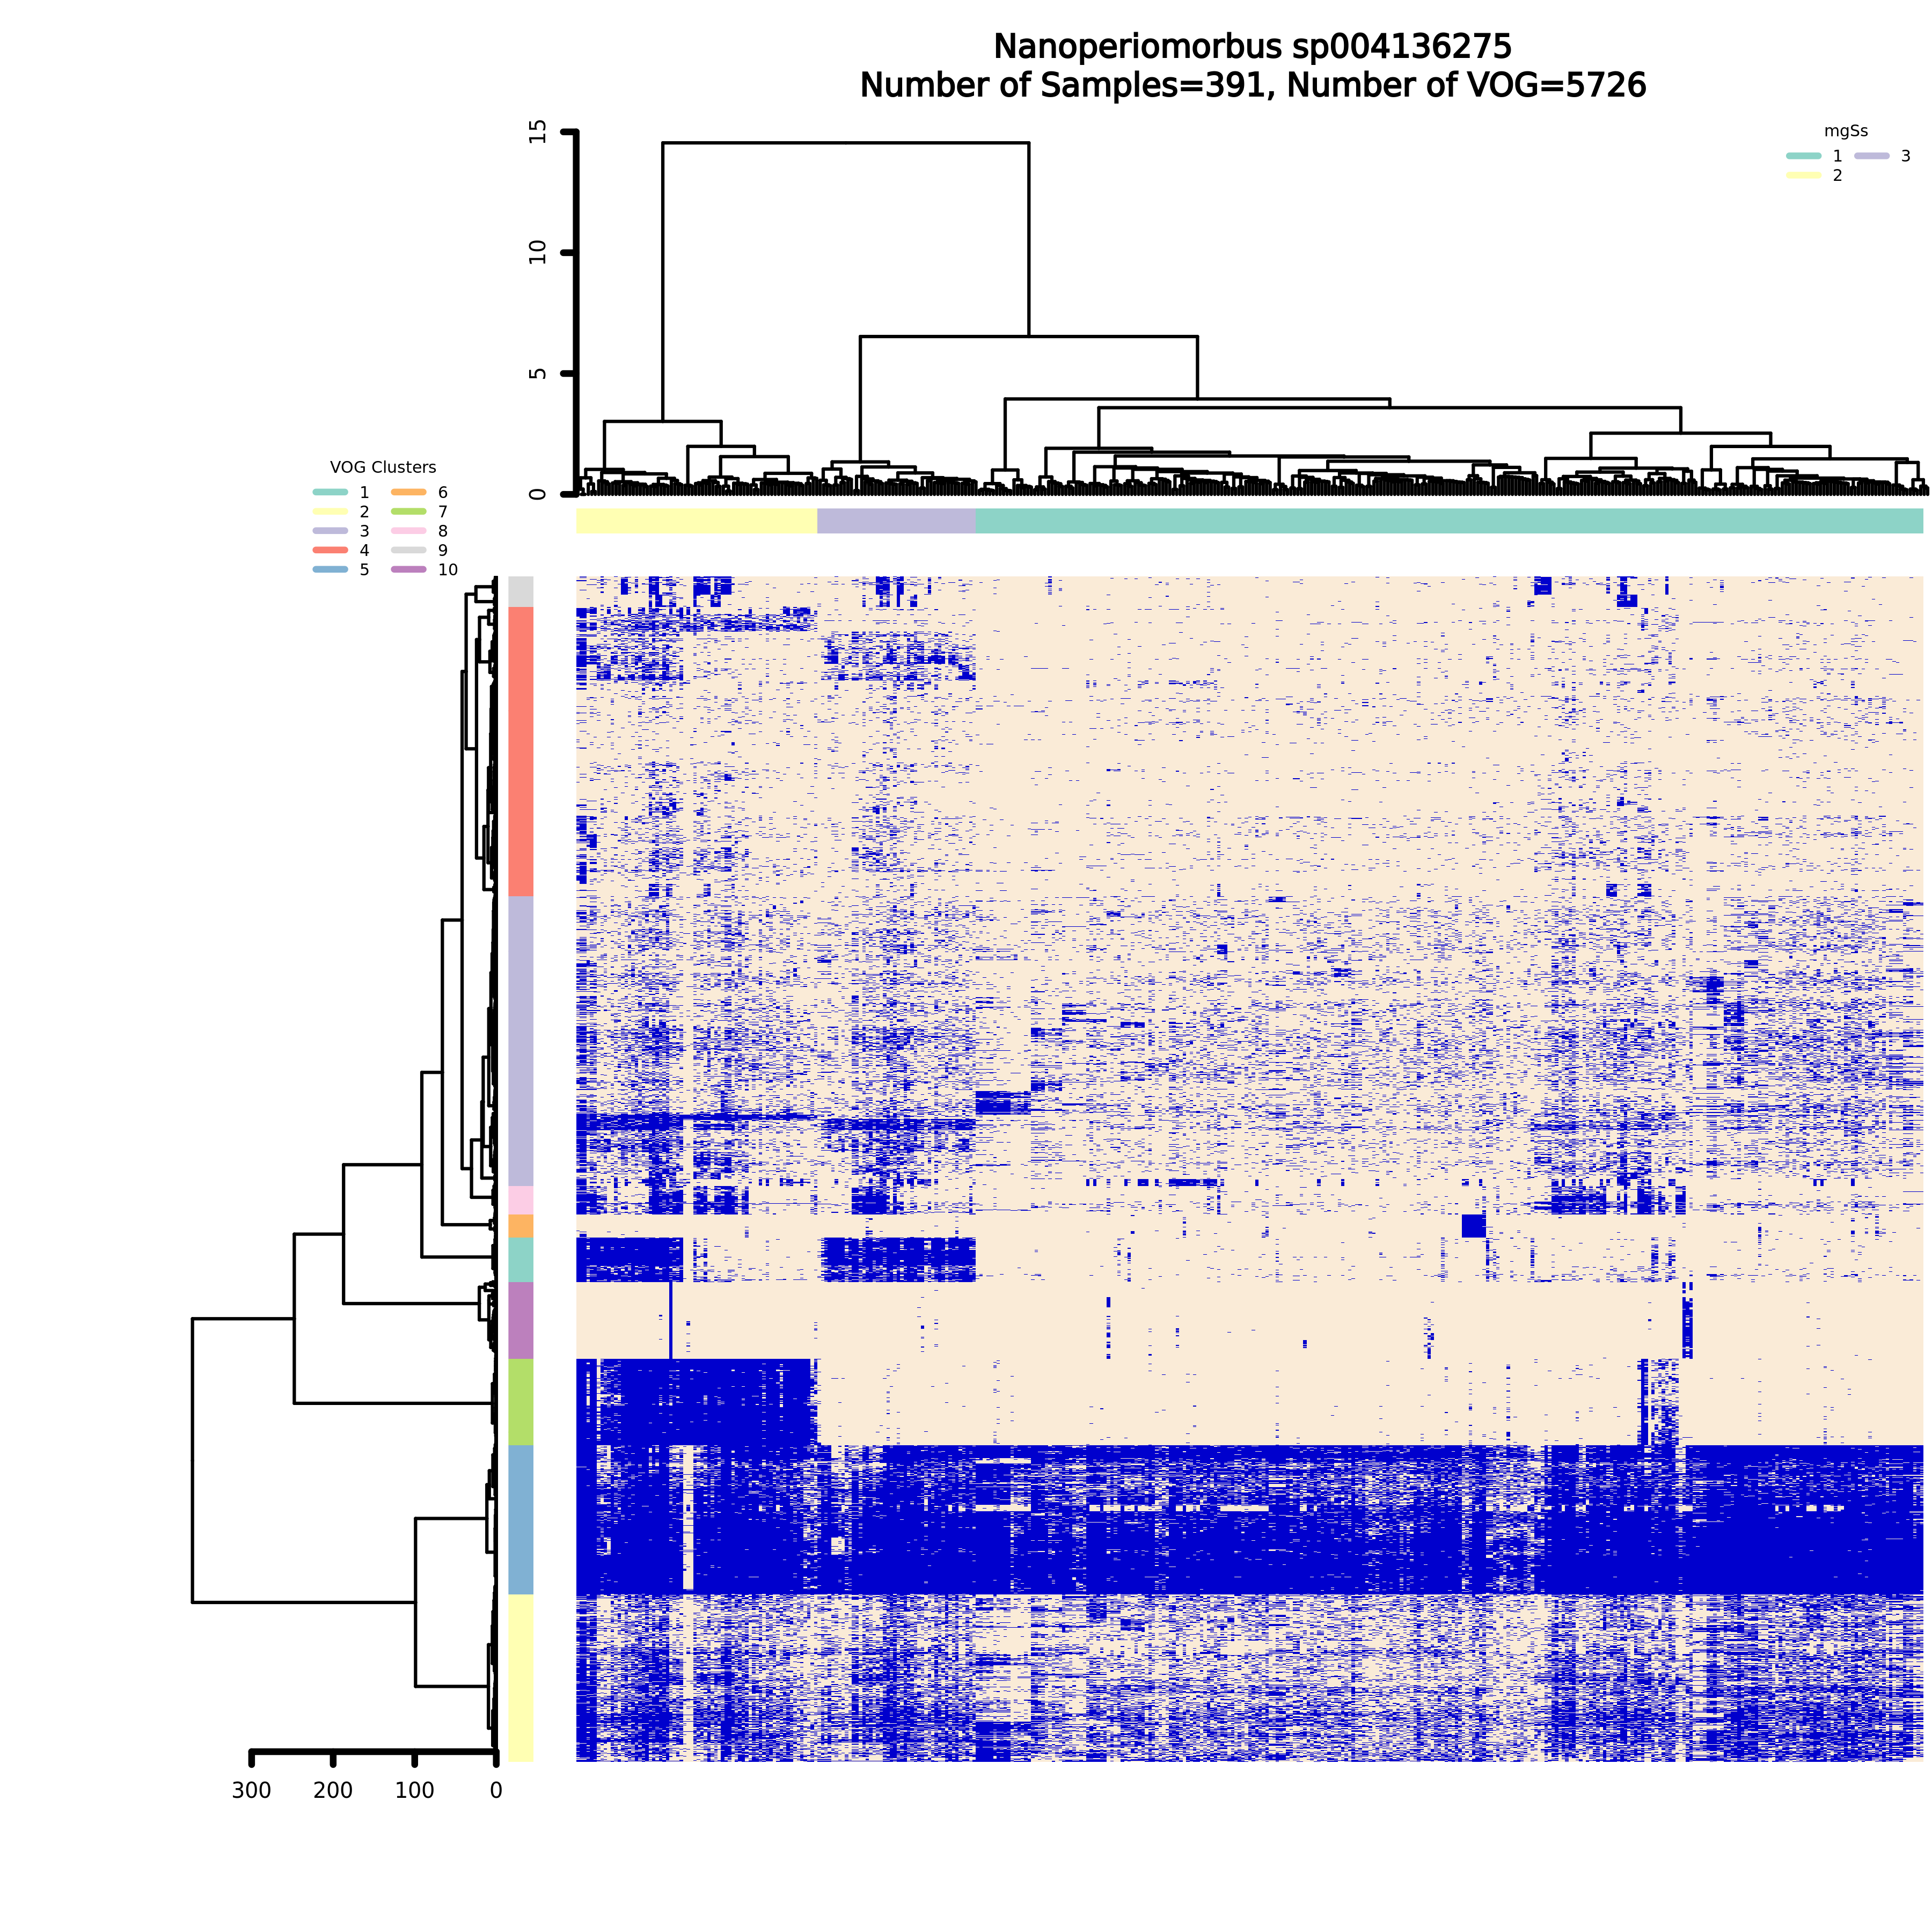 Nanoperiomorbus sp004136275
Number of Samples=391, Number of VOG=5726
mgSs
1 3
2
15
10
5
0
VOG Clusters
1 6
2 7
3 8
4 9
5 10
300 200 100 0